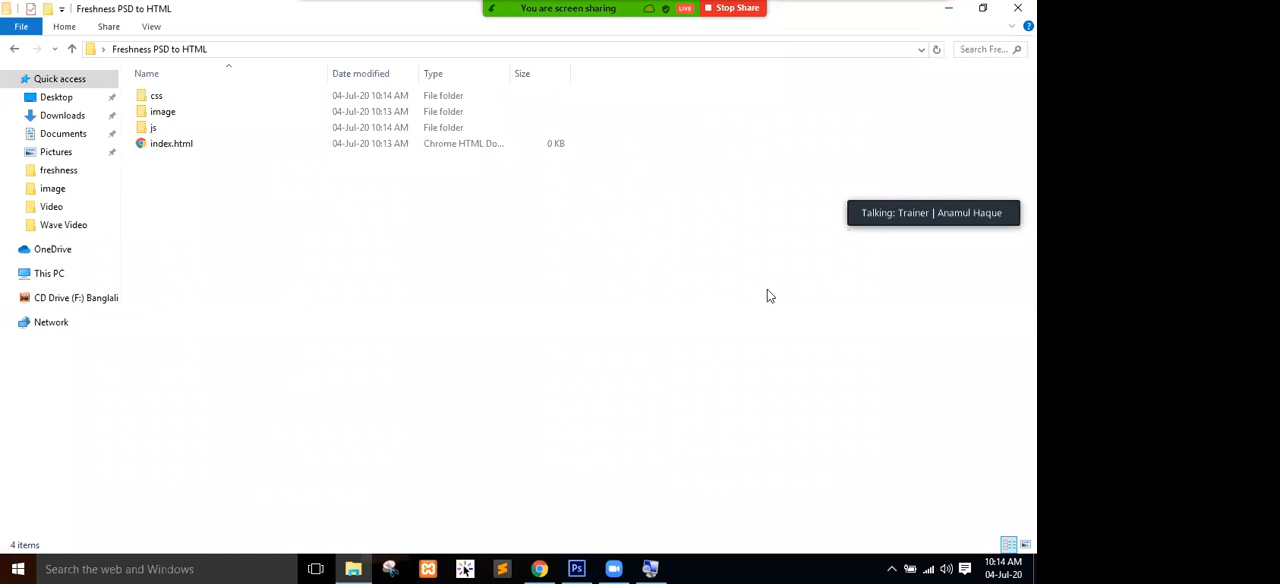 Freshness PSD to HTML
You are screen sharing LIVE Stop Share
File Home Share View
Freshness PSD to HTML
Search Fre...
Name Date modified Type Size
Quick access
Desktop
Downloads
Documents
Pictures
freshness
image
Video
Wave Video
OneDrive
This PC
CD Drive (F:) Banglali
Network
css 04-Jul-20 10:14 AM File folder
image 04-Jul-20 10:13 AM File folder
js 04-Jul-20 10:14 AM File folder
index.html 04-Jul-20 10:13 AM Chrome HTML Do... 0 KB
Talking: Trainer | Anamul Haque
4 items
Search the web and Windows
Ps
10:14 AM
04-Jul-20